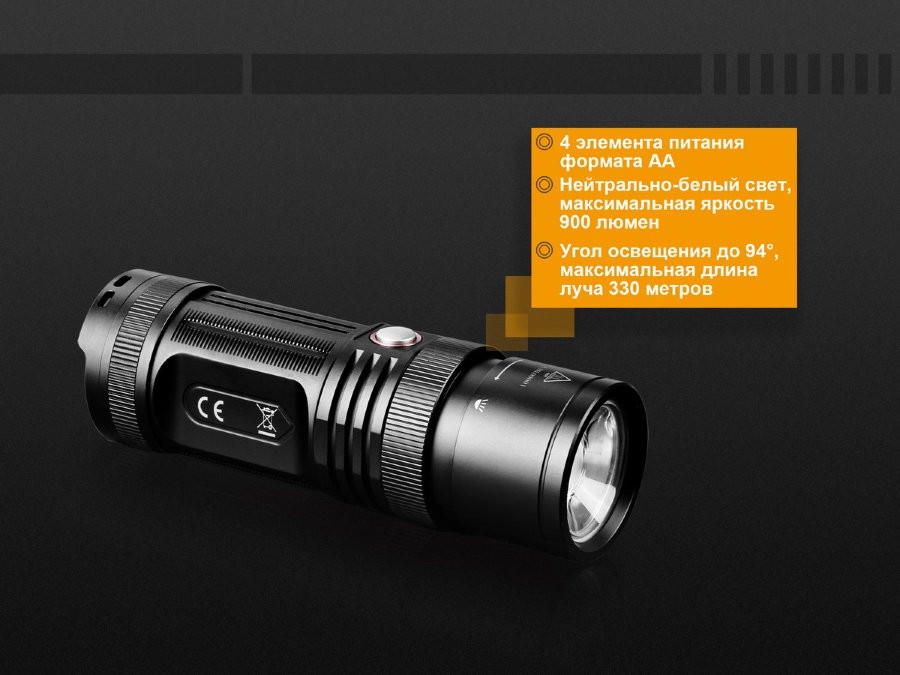 4 элемента питания
формата АА
Нейтрально-белый свет,
максимальная яркость
900 люмен
Угол освещения до 94°,
максимальная длина
луча 330 метров
CE